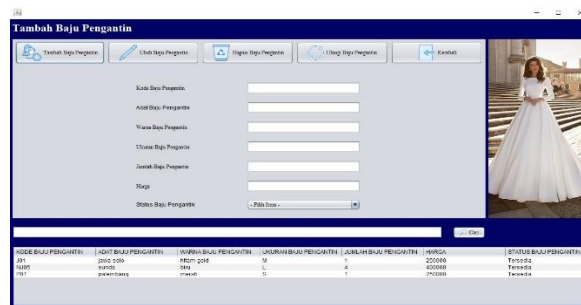 Tambah Baju Pengantin
Tambah Baju Pengantin Ubah Baju Pengantin Hapus Baju Pengantin Ulangi Baju Pengantin Kembali
Kode Baju Pengantin
Adat Baju Pengantin
Warna Baju Pengantin
Ukuran Baju Pengantin
Jumlah Baju Pengantin
Harga
Status Baju Pengantin - Pilih Item -
Cari
KODE BAJU PENGANTIN ADAT BAJU PENGANTIN WARNA BAJU PENGANTIN UKURAN BAJU PENGANTIN JUMLAH BAJU PENGANTIN HARGA STATUS BAJU PENGANTIN
J01 jawa solo hitam gold M 1 250000 Tersedia
sunda biru L 4 400000 Tersedia
palembang merah S 1 250000 Tersedia